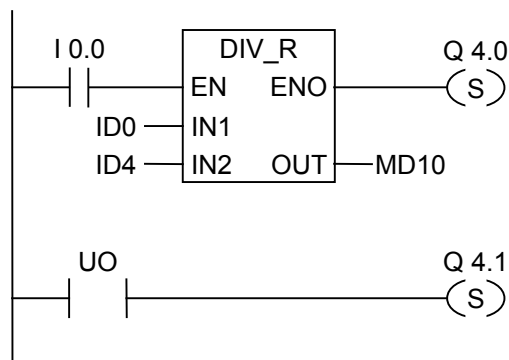 I 0.0
DIV_R
Q 4.0
EN
ENO
S
ID0
IN1
ID4
IN2
OUT
MD10
UO
Q 4.1
S